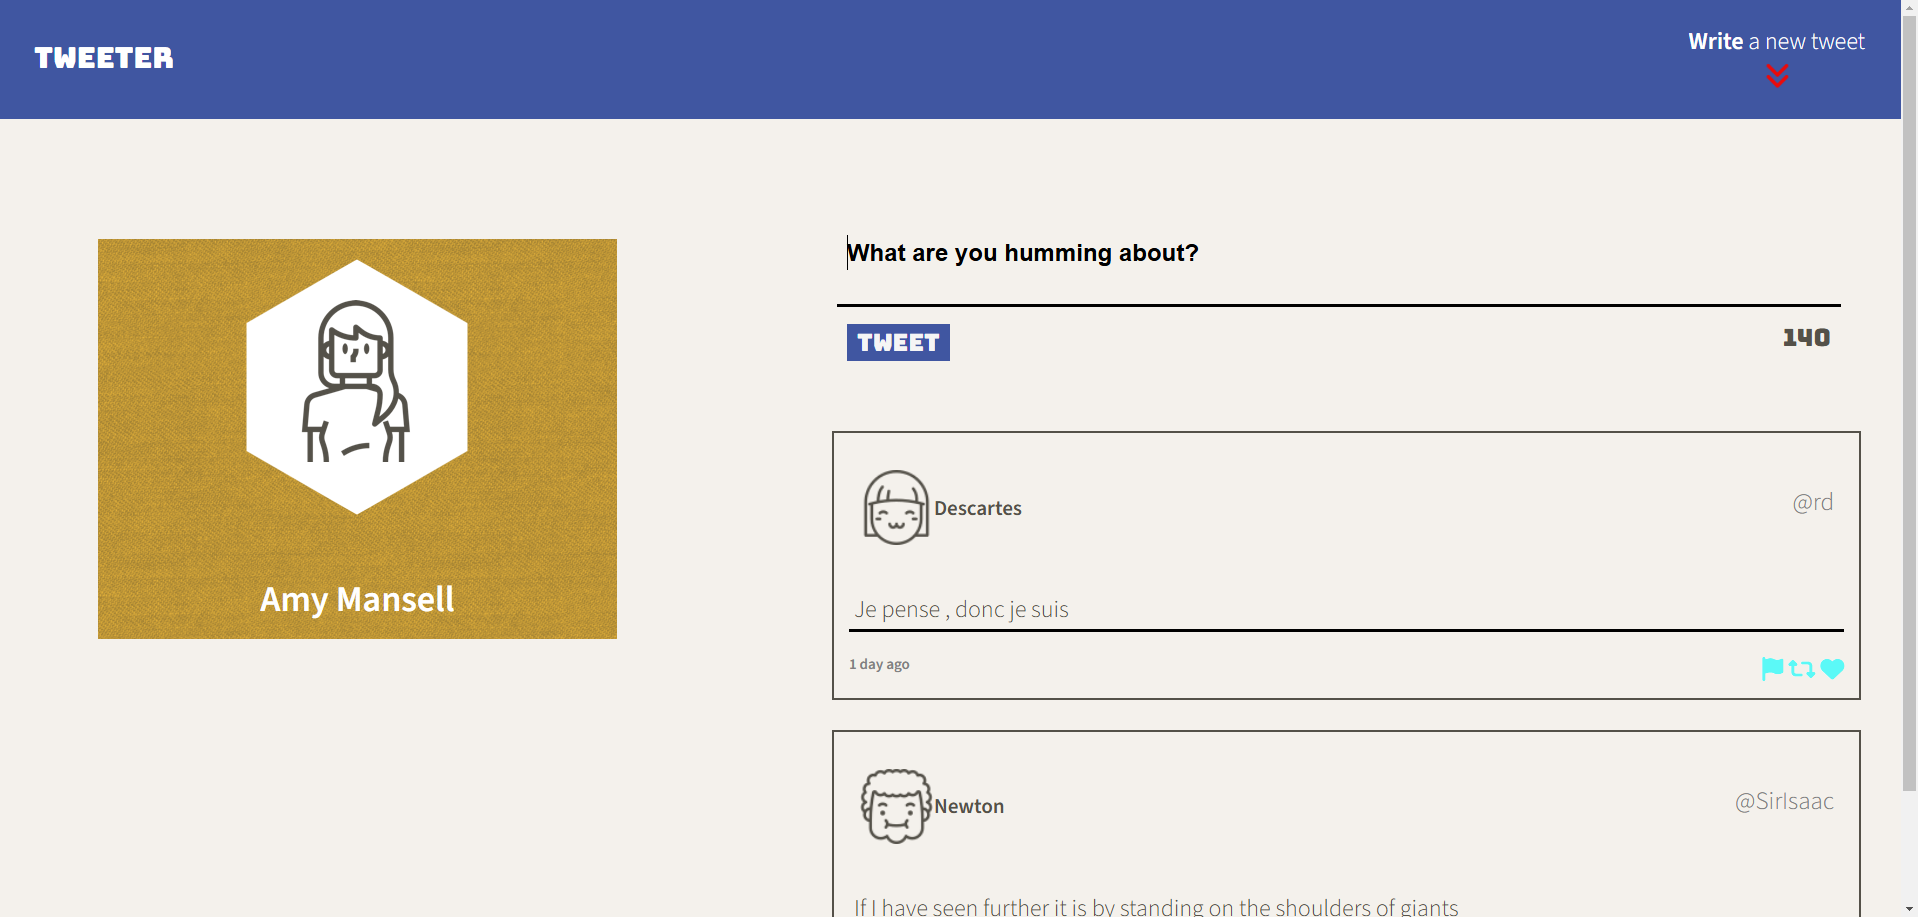 TWEETER
Write a new tweet
Amy Mansell
What are you humming about?
TWEET
140
Descartes
@rd
Je pense , donc je suis
1 day ago
Newton
@SirIsaac
If I have seen further it is by standing on the shoulders of giants